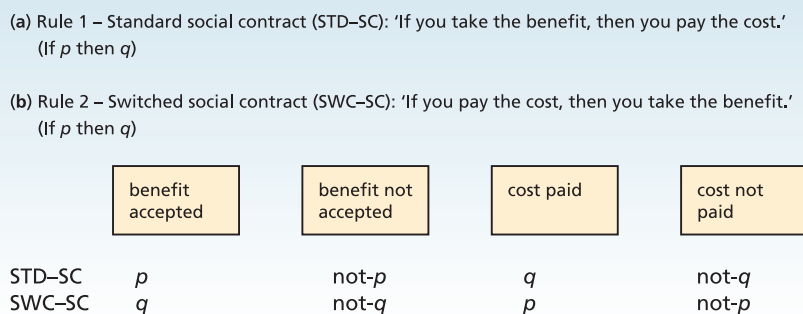 (a) Rule 1 – Standard social contract (STD–SC): ‘If you take the benefit, then you pay the cost.’
(If p then q)
(b) Rule 2 – Switched social contract (SWC–SC): ‘If you pay the cost, then you take the benefit.’
(If p then q)
benefit accepted
benefit not accepted
cost paid
cost not paid
STD–SC p not-p q not-q
SWC–SC q not-q p not-p